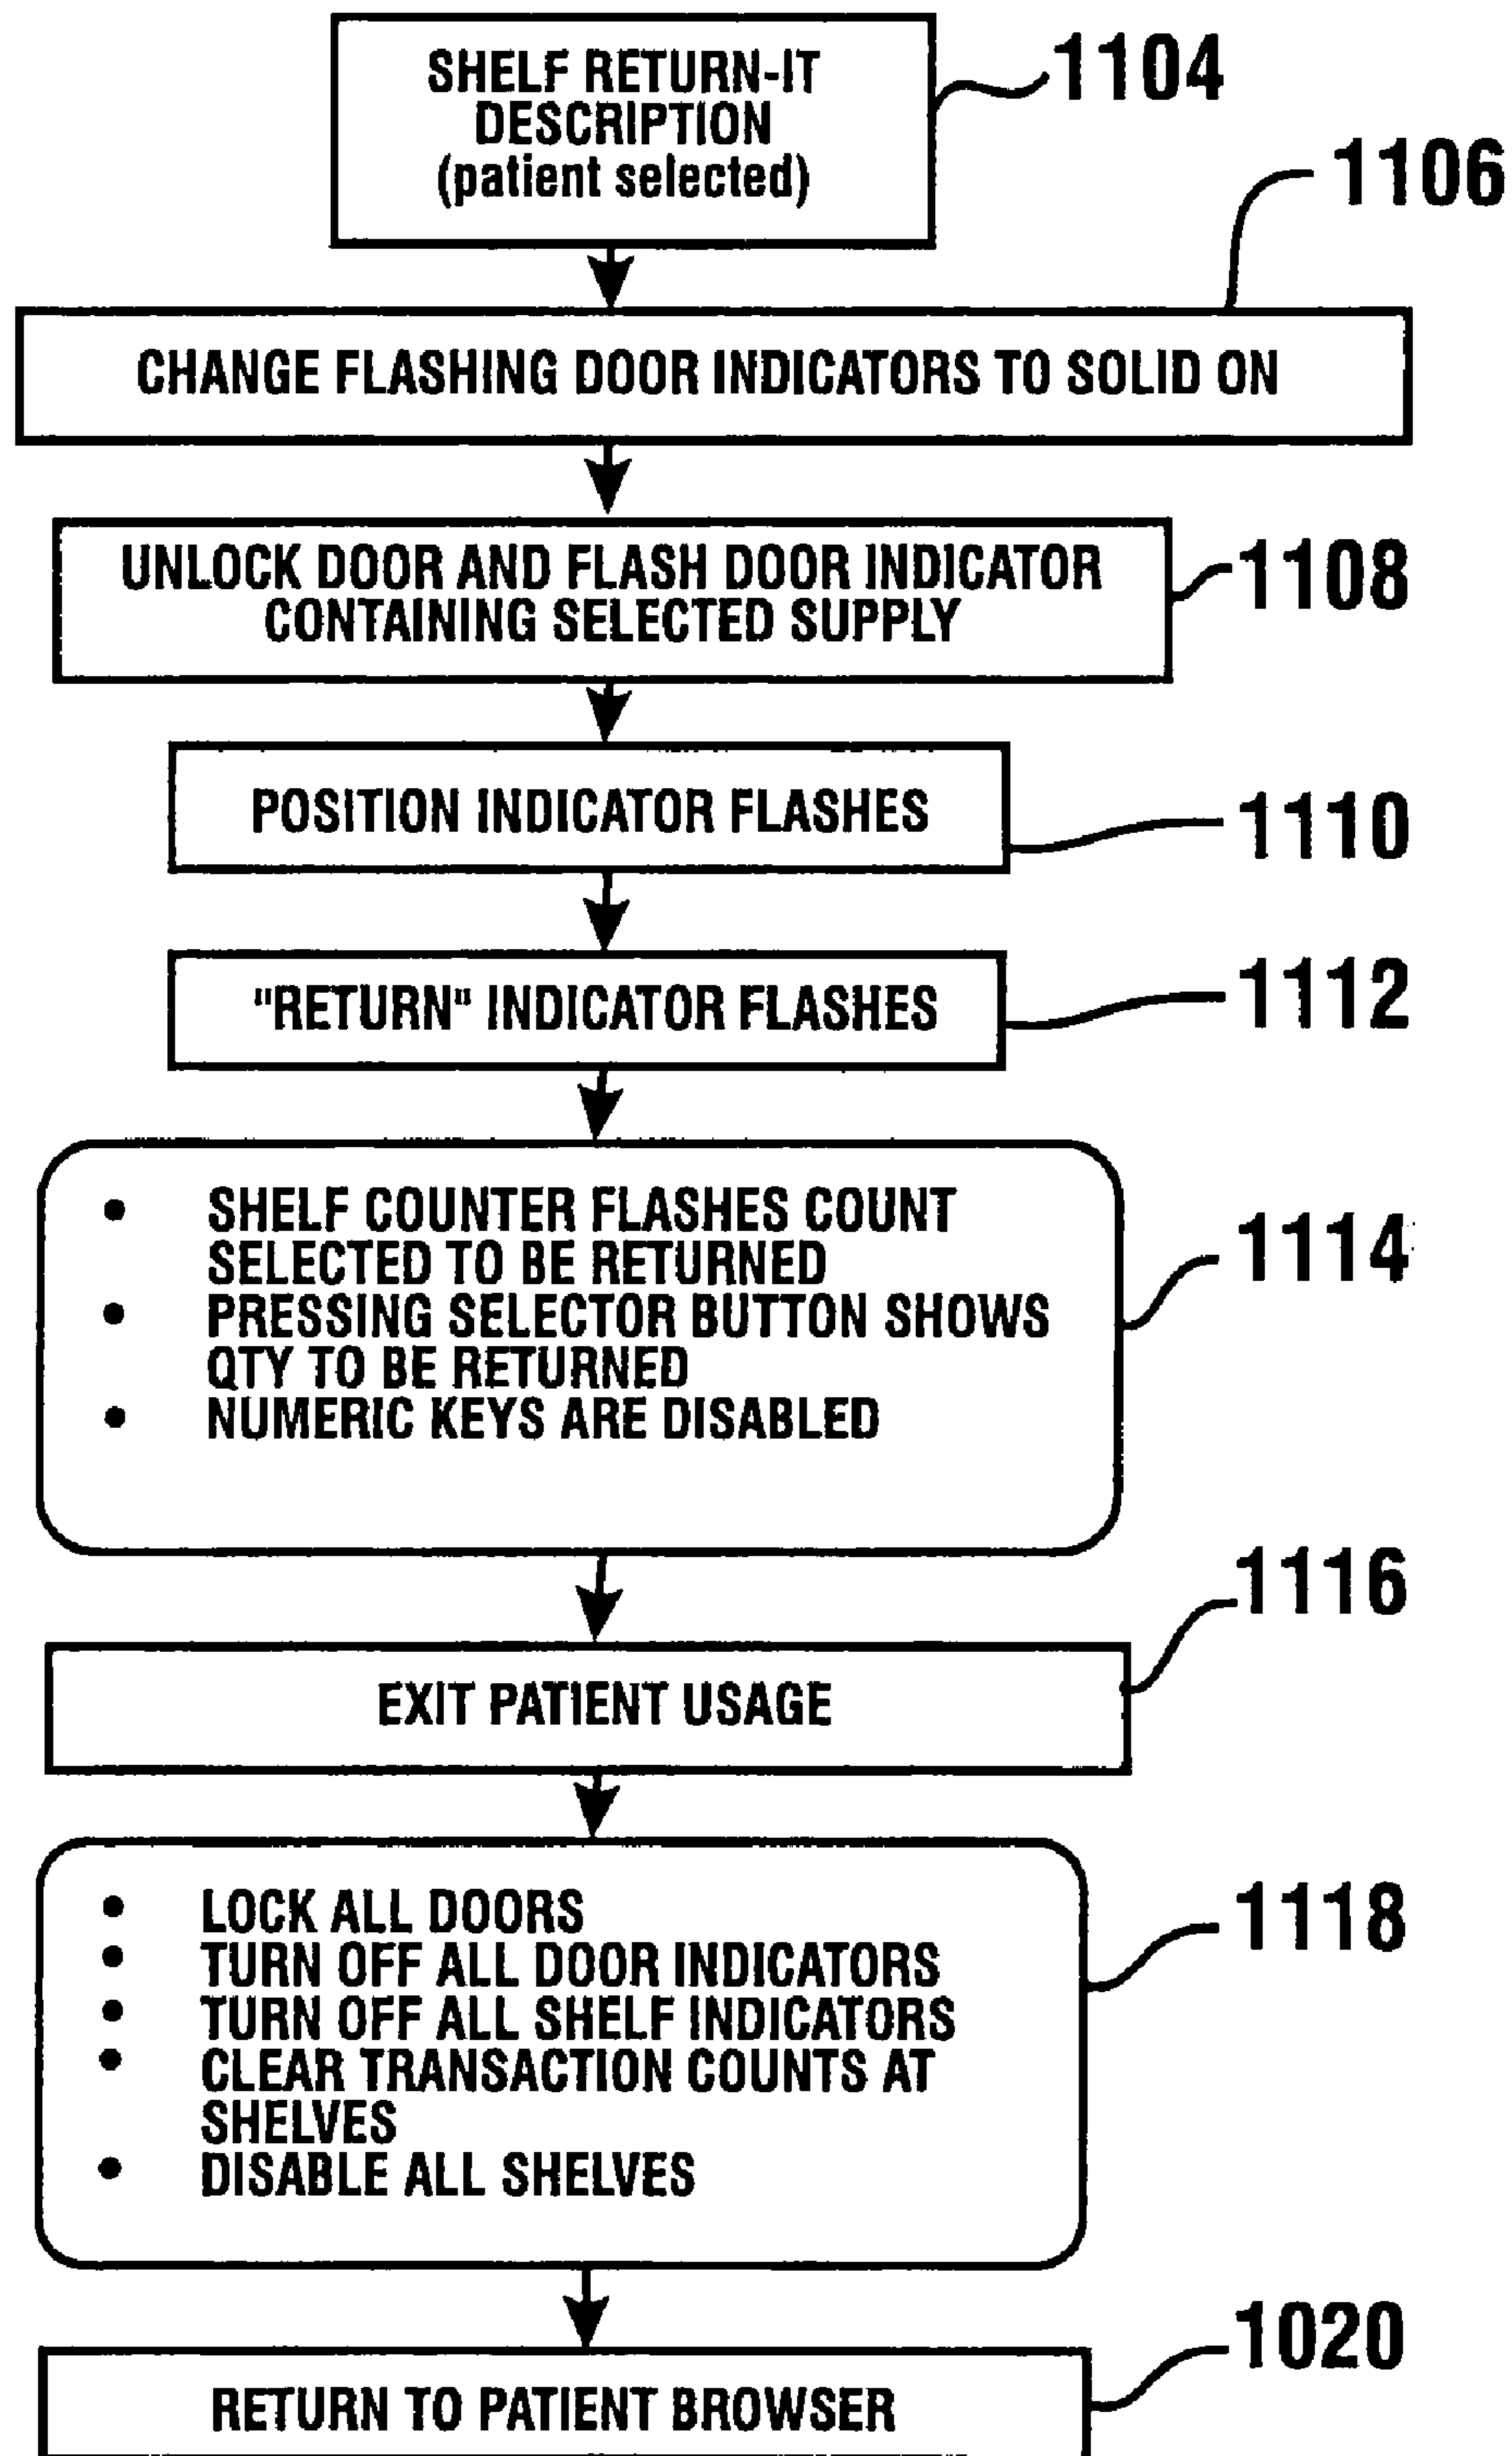 SHELF RETURN-IT
DESCRIPTION
(patient selected)
1104
1106
CHANGE FLASHING DOOR INDICATORS TO SOLID ON
UNLOCK DOOR AND FLASH DOOR INDICATOR
CONTAINING SELECTED SUPPLY
1108
POSITION INDICATOR FLASHES
1110
"RETURN" INDICATOR FLASHES
1112
• SHELF COUNTER FLASHES COUNT
SELECTED TO BE RETURNED
• PRESSING SELECTOR BUTTON SHOWS
QTY TO BE RETURNED
• NUMERIC KEYS ARE DISABLED
1114
1116
EXIT PATIENT USAGE
• LOCK ALL DOORS
• TURN OFF ALL DOOR INDICATORS
• TURN OFF ALL SHELF INDICATORS
• CLEAR TRANSACTION COUNTS AT
SHELVES
• DISABLE ALL SHELVES
1118
1020
RETURN TO PATIENT BROWSER